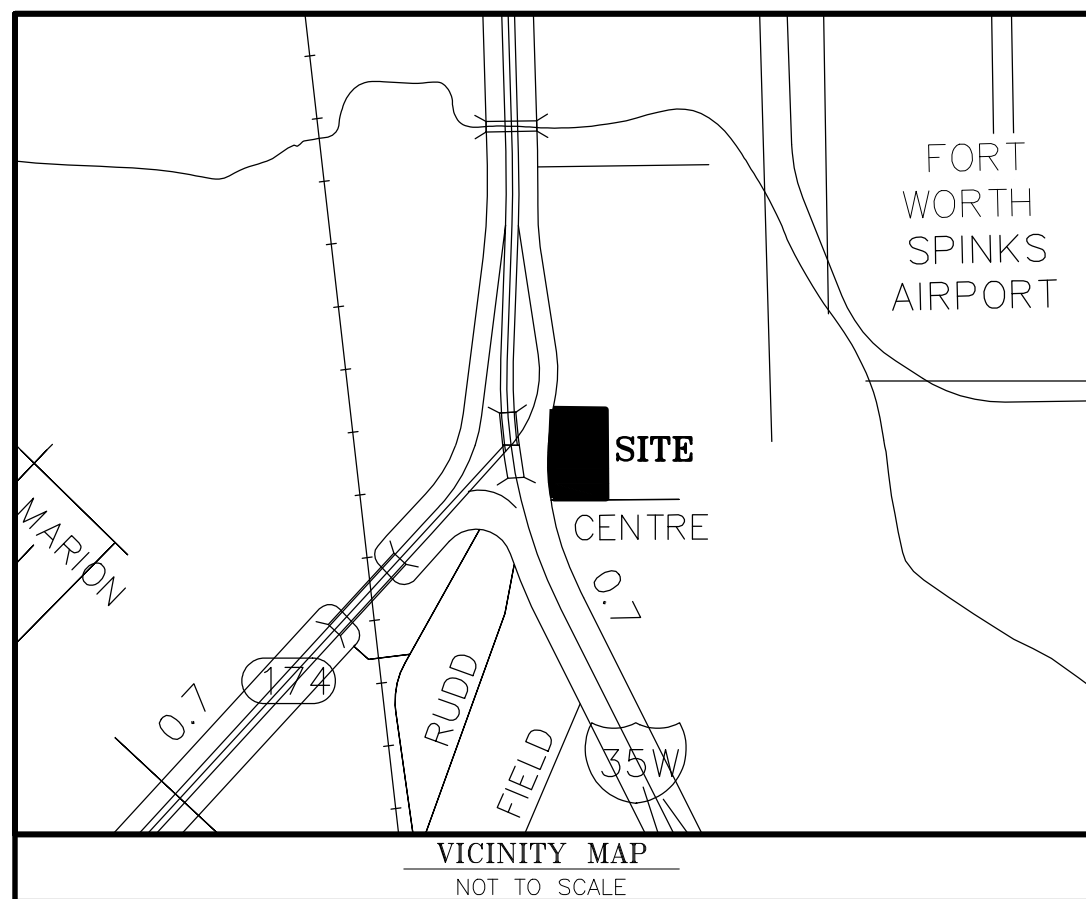 FORT
WORTH
SPINKS
AIRPORT
SITE
CENTRE
MARION
0.7
174
0.7
RUDD
FIELD
35W
VICINITY MAP
NOT TO SCALE